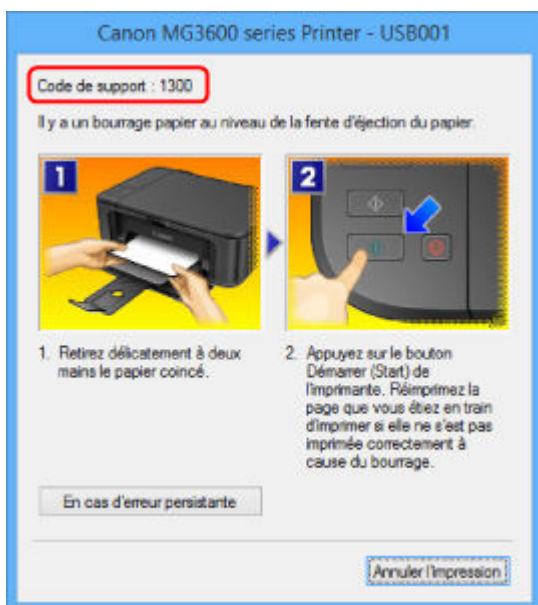 Canon MG3600 series Printer - USB001
Code de support : 1300
Il y a un bourrage papier au niveau de la fente d'éjection du papier.
1
2
1. Retirez délicatement à deux
mains le papier coincé.
2. Appuyez sur le bouton
Démarrer (Start) de
l'imprimante. Réimprimez la
page que vous étiez en train
d'imprimer si elle ne s'est pas
imprimée correctement à
cause du bourrage.
En cas d'erreur persistante
Annuler l'impression